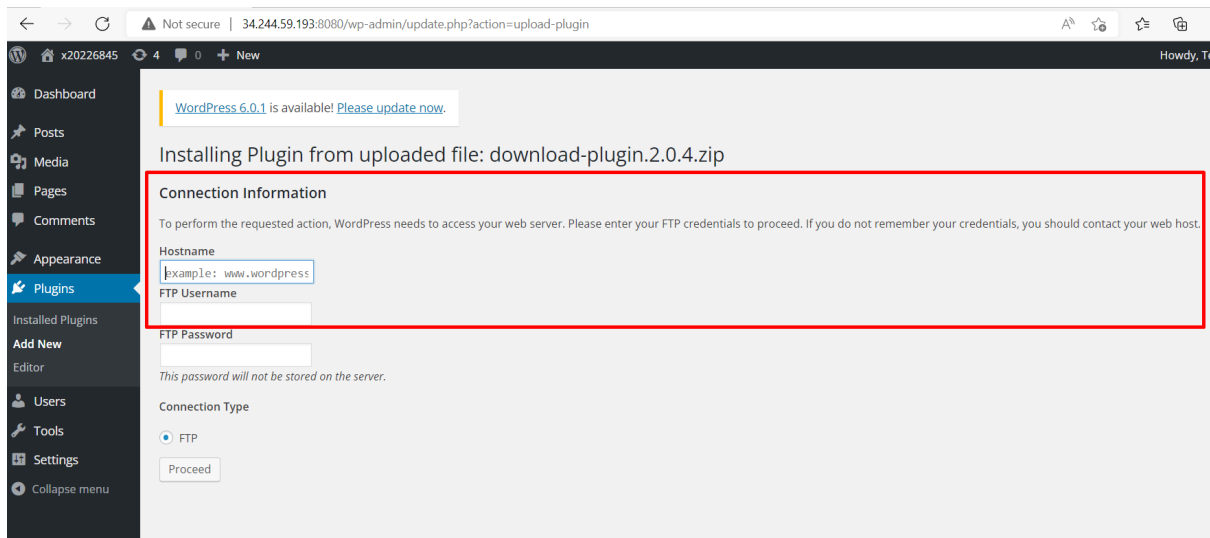 Not secure | 34.244.59.193:8080/wp-admin/update.php?action=upload-plugin
x20226845 4 0 + New Howdy, T
Dashboard
Posts
Media
Pages
Comments
Appearance
Plugins
Installed Plugins
Add New
Editor
Users
Tools
Settings
Collapse menu
WordPress 6.0.1 is available! Please update now.
Installing Plugin from uploaded file: download-plugin.2.0.4.zip
Connection Information
To perform the requested action, WordPress needs to access your web server. Please enter your FTP credentials to proceed. If you do not remember your credentials, you should contact your web host.
Hostname
example: www.wordpress
FTP Username
FTP Password
This password will not be stored on the server.
Connection Type
FTP
Proceed